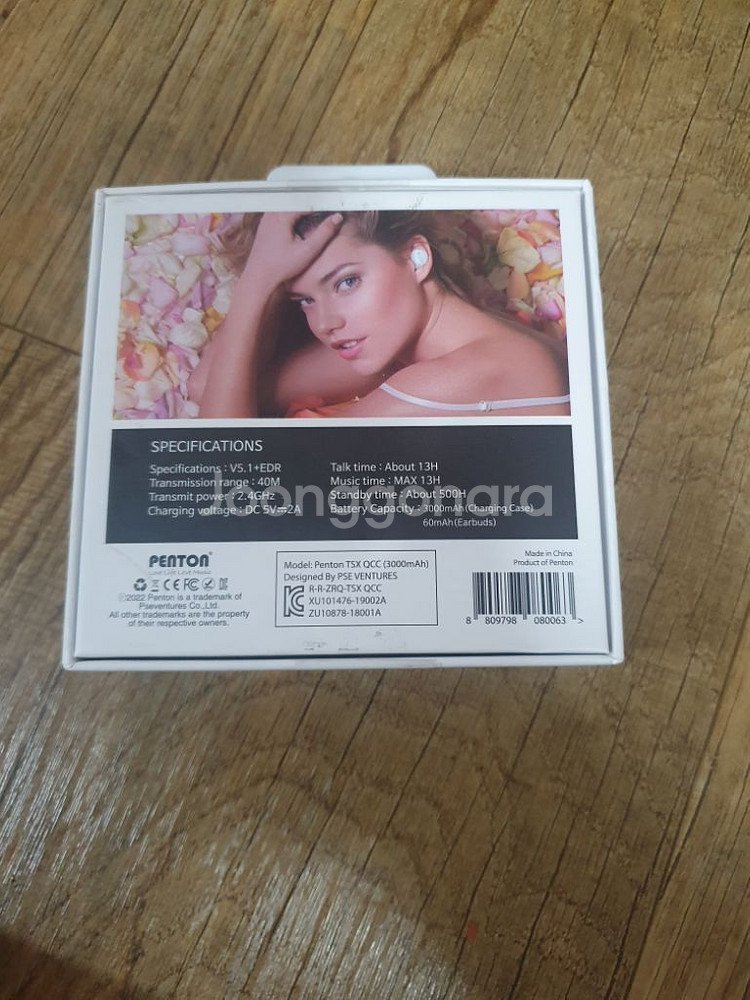 SPECIFICATIONS
Specifications : V5.1+EDR
Transmission range : 40M
Transmit power : 2.4GHz
Charging voltage : DC 5V⎓2A
Talk time : About 13H
Music time : MAX 13H
Standby time : About 500H
Battery Capacity : 3000mAh (Charging Case)
60mAh (Earbuds)
Joonggonara
PENTON
CE FC
©2022 Penton is a trademark of
Pseventures Co.,Ltd.
All other trademarks are the property
of their respective owners.
Model: Penton TSX QCC (3000mAh)
Designed By PSE VENTURES
R-R-ZRQ-TSX QCC
XU101476-19002A
ZU10878-18001A
Made in China
Product of Penton
8 809798 080063 >